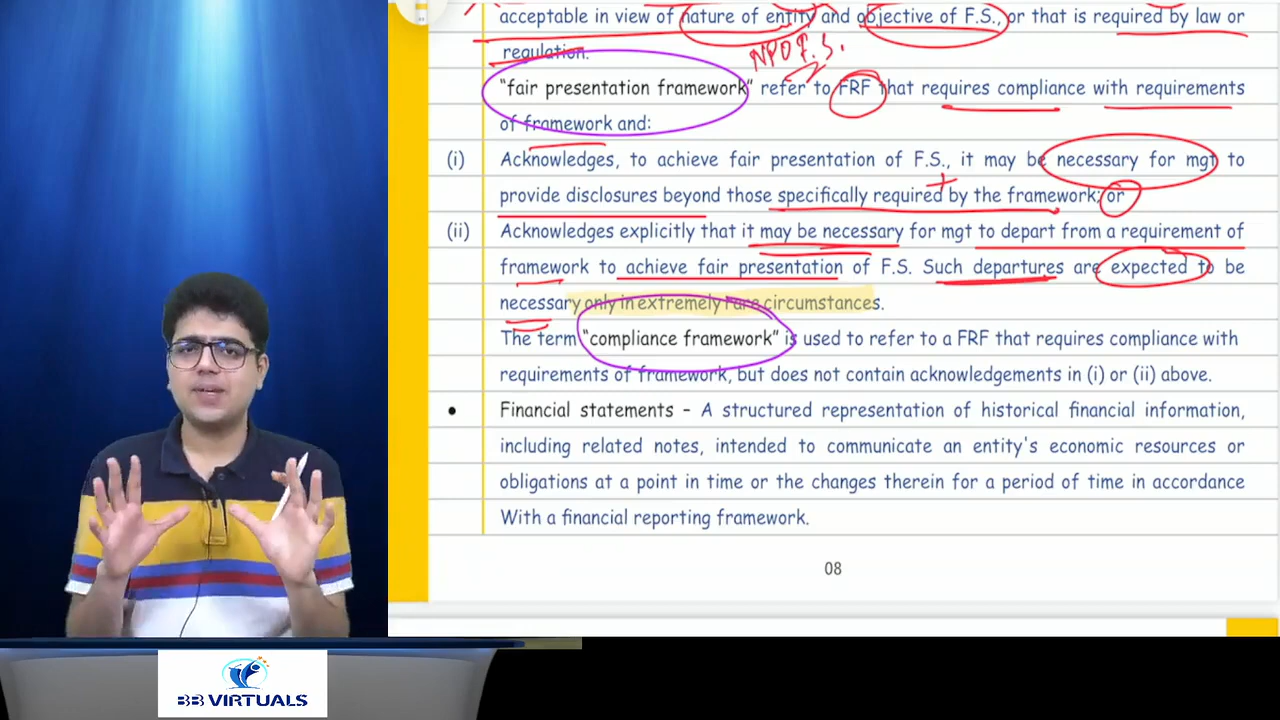 acceptable in view of nature of entity and objective of F.S., or that is required by law or
regulation.
NPO F.S.
"fair presentation framework" refer to FRF that requires compliance with requirements
of framework and:
(i) Acknowledges, to achieve fair presentation of F.S., it may be necessary for mgt to
provide disclosures beyond those specifically required by the framework; or
(ii) Acknowledges explicitly that it may be necessary for mgt to depart from a requirement of
framework to achieve fair presentation of F.S. Such departures are expected to be
necessary only in extremely rare circumstances.
The term "compliance framework" is used to refer to a FRF that requires compliance with
requirements of framework, but does not contain acknowledgements in (i) or (ii) above.
• Financial statements – A structured representation of historical financial information,
including related notes, intended to communicate an entity's economic resources or
obligations at a point in time or the changes therein for a period of time in accordance
With a financial reporting framework.
08
BB VIRTUALS